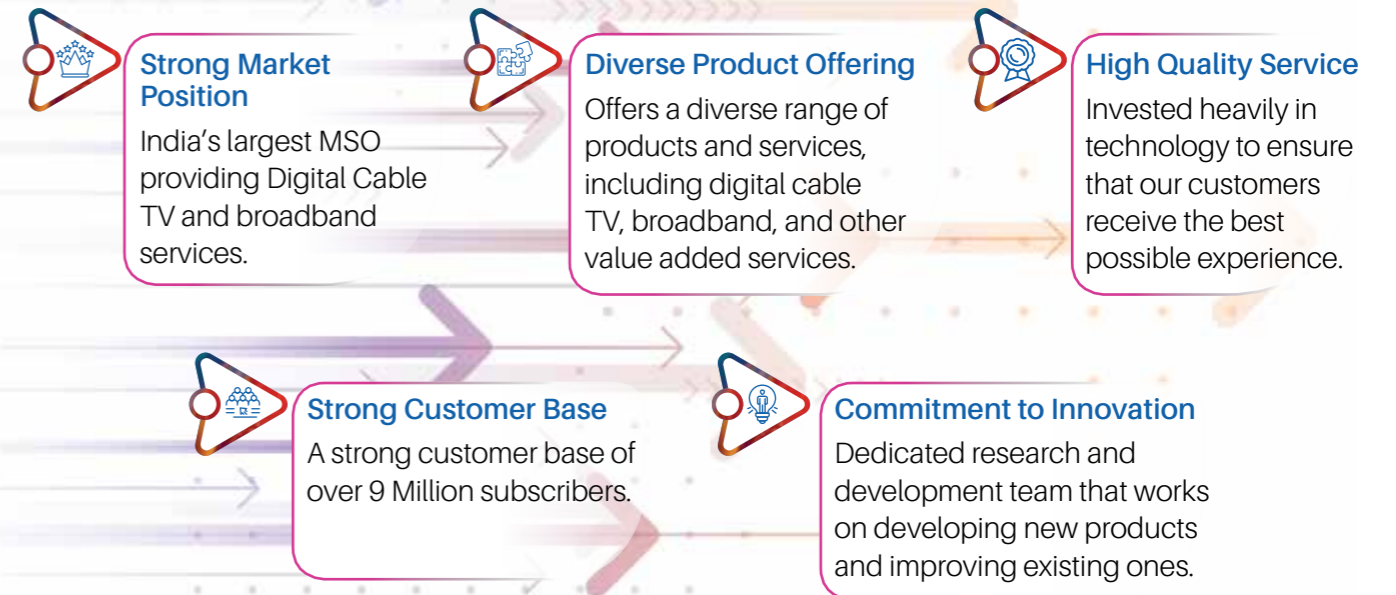 Strong Market
Position
India's largest MSO
providing Digital Cable
TV and broadband
services.
Diverse Product Offering
Offers a diverse range of
products and services,
including digital cable
TV, broadband, and other
value added services.
High Quality Service
Invested heavily in
technology to ensure
that our customers
receive the best
possible experience.
Strong Customer Base
A strong customer base of
over 9 Million subscribers.
Commitment to Innovation
Dedicated research and
development team that works
on developing new products
and improving existing ones.